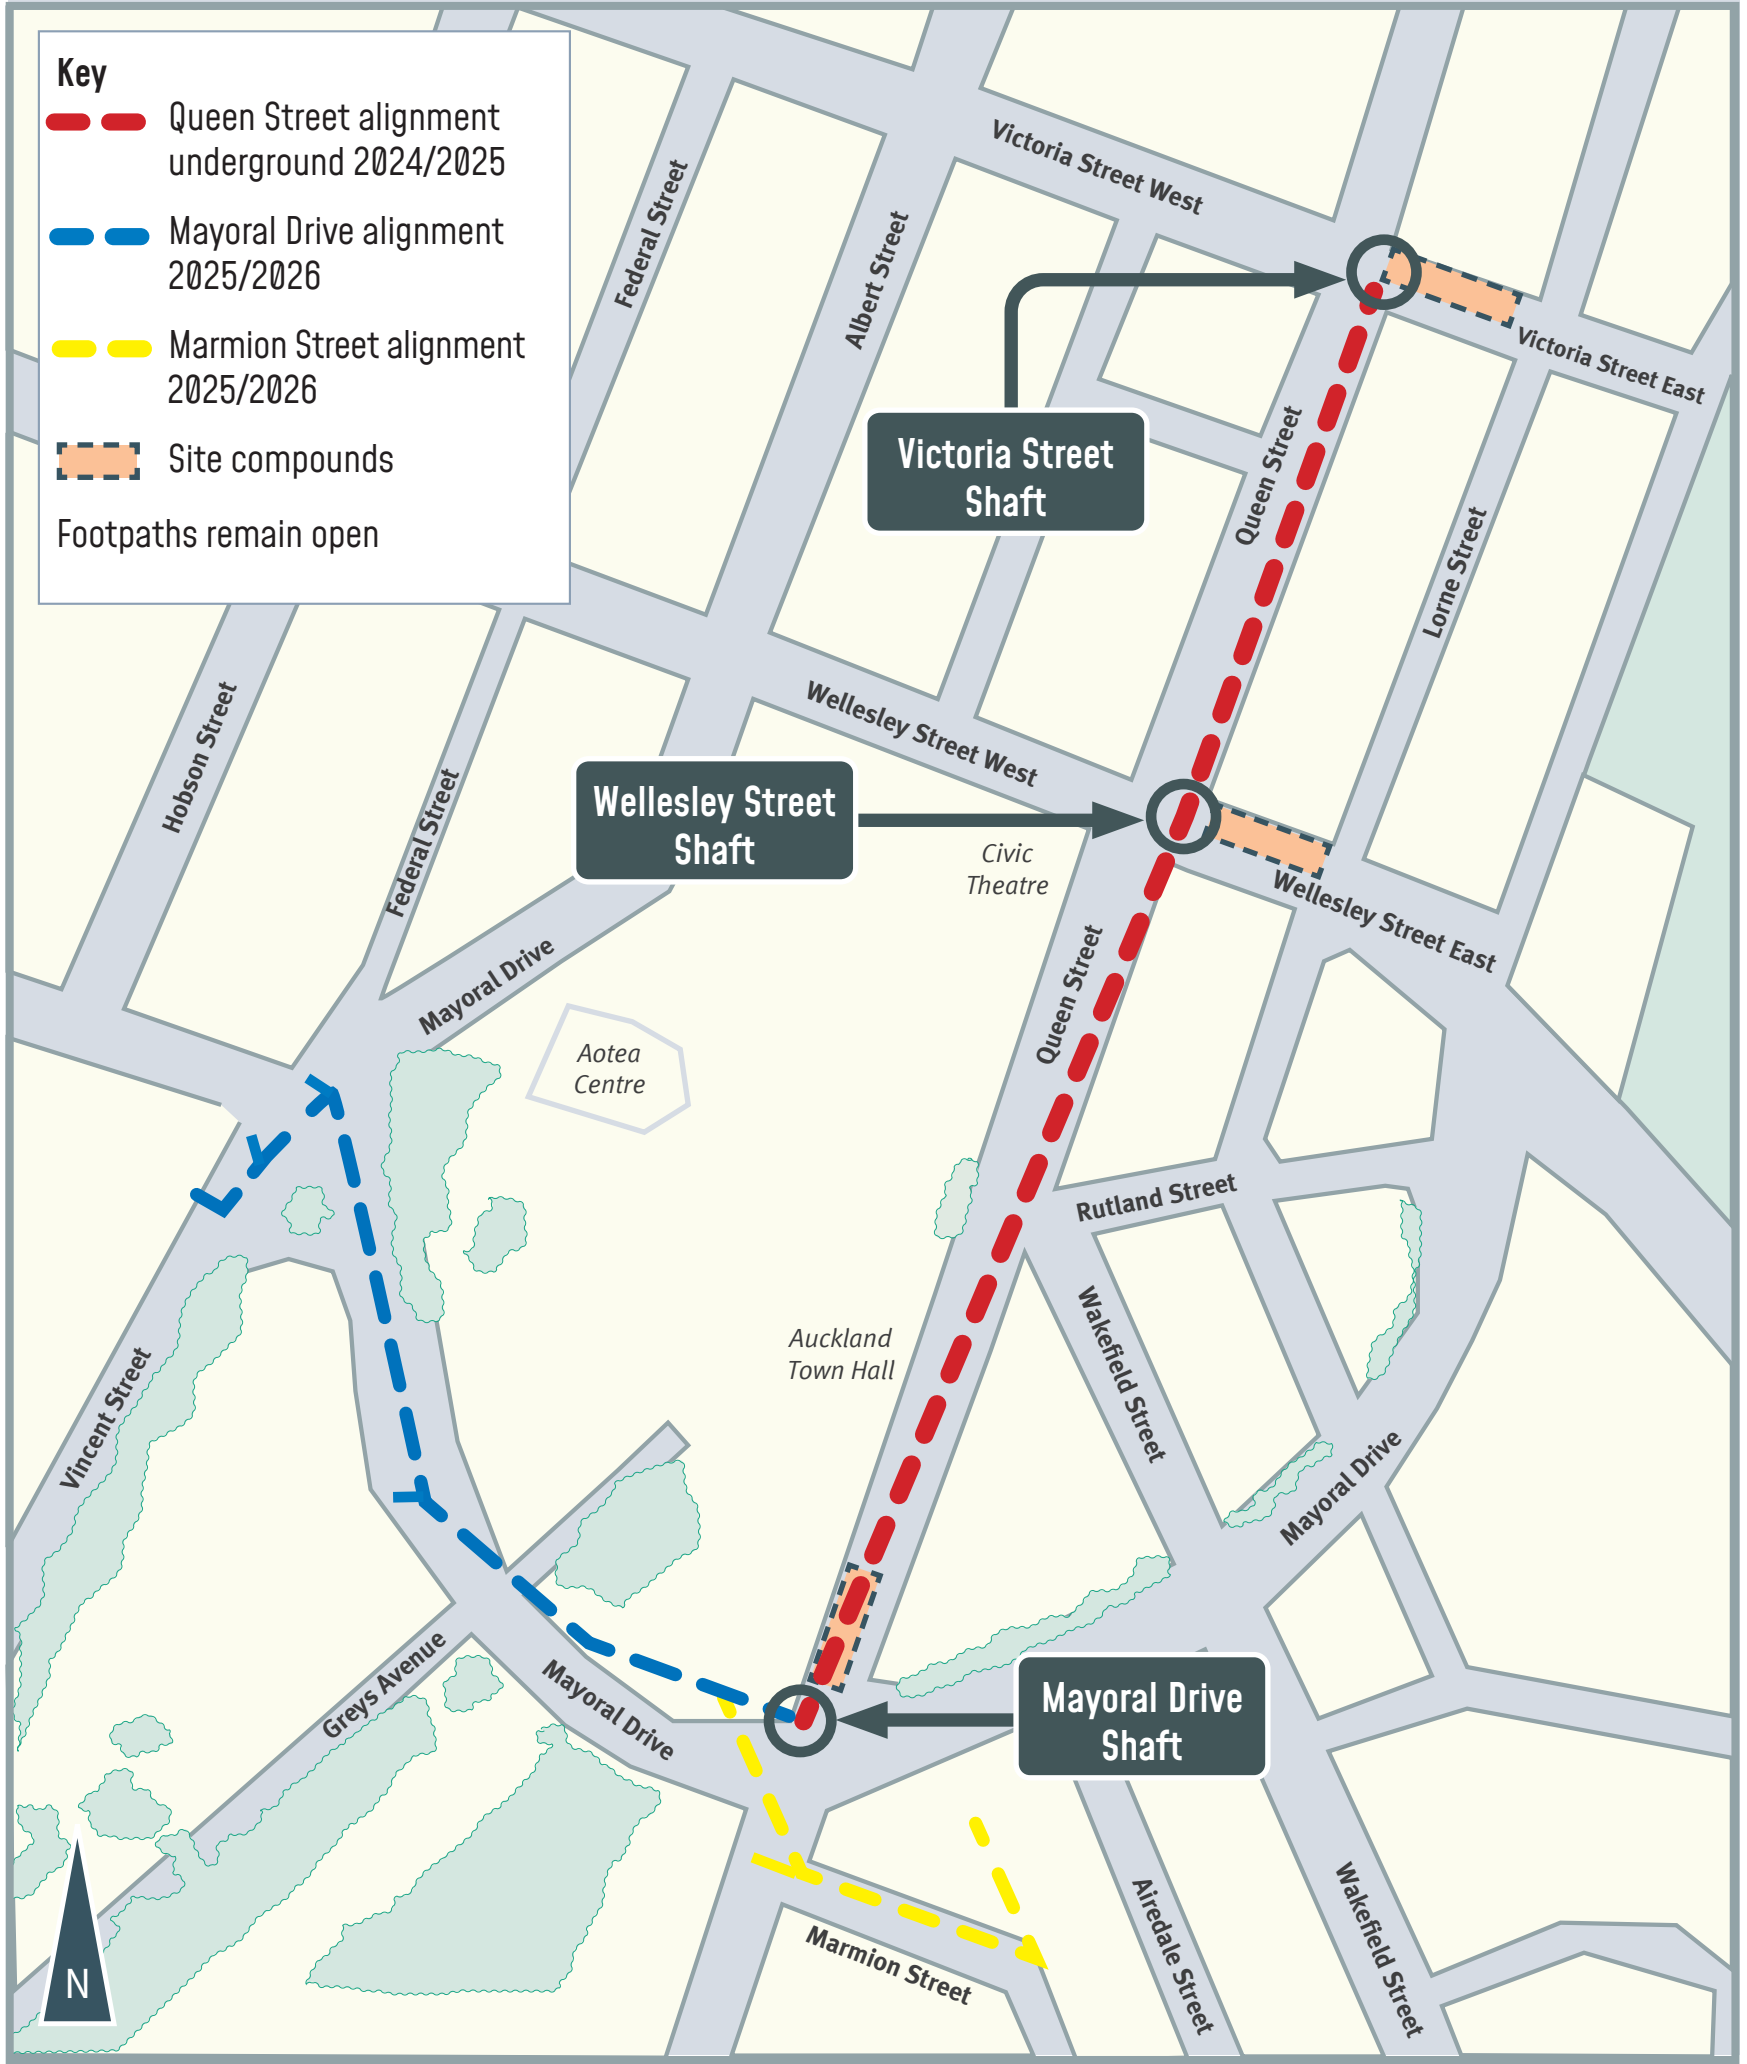 Key
Queen Street alignment
underground 2024/2025
Mayoral Drive alignment
2025/2026
Marmion Street alignment
2025/2026
Site compounds
Footpaths remain open
Victoria Street West
Federal Street
Albert Street
Victoria Street East
Victoria Street
Shaft
Queen Street
Lorne Street
Hobson Street
Wellesley Street West
Federal Street
Wellesley Street
Shaft
Civic
Theatre
Wellesley Street East
Mayoral Drive
Queen Street
Aotea
Centre
Rutland Street
Wakefield Street
Auckland
Town Hall
Vincent Street
Mayoral Drive
Greys Avenue
Mayoral Drive
Mayoral Drive
Shaft
Marmion Street
Airedale Street
Wakefield Street
N